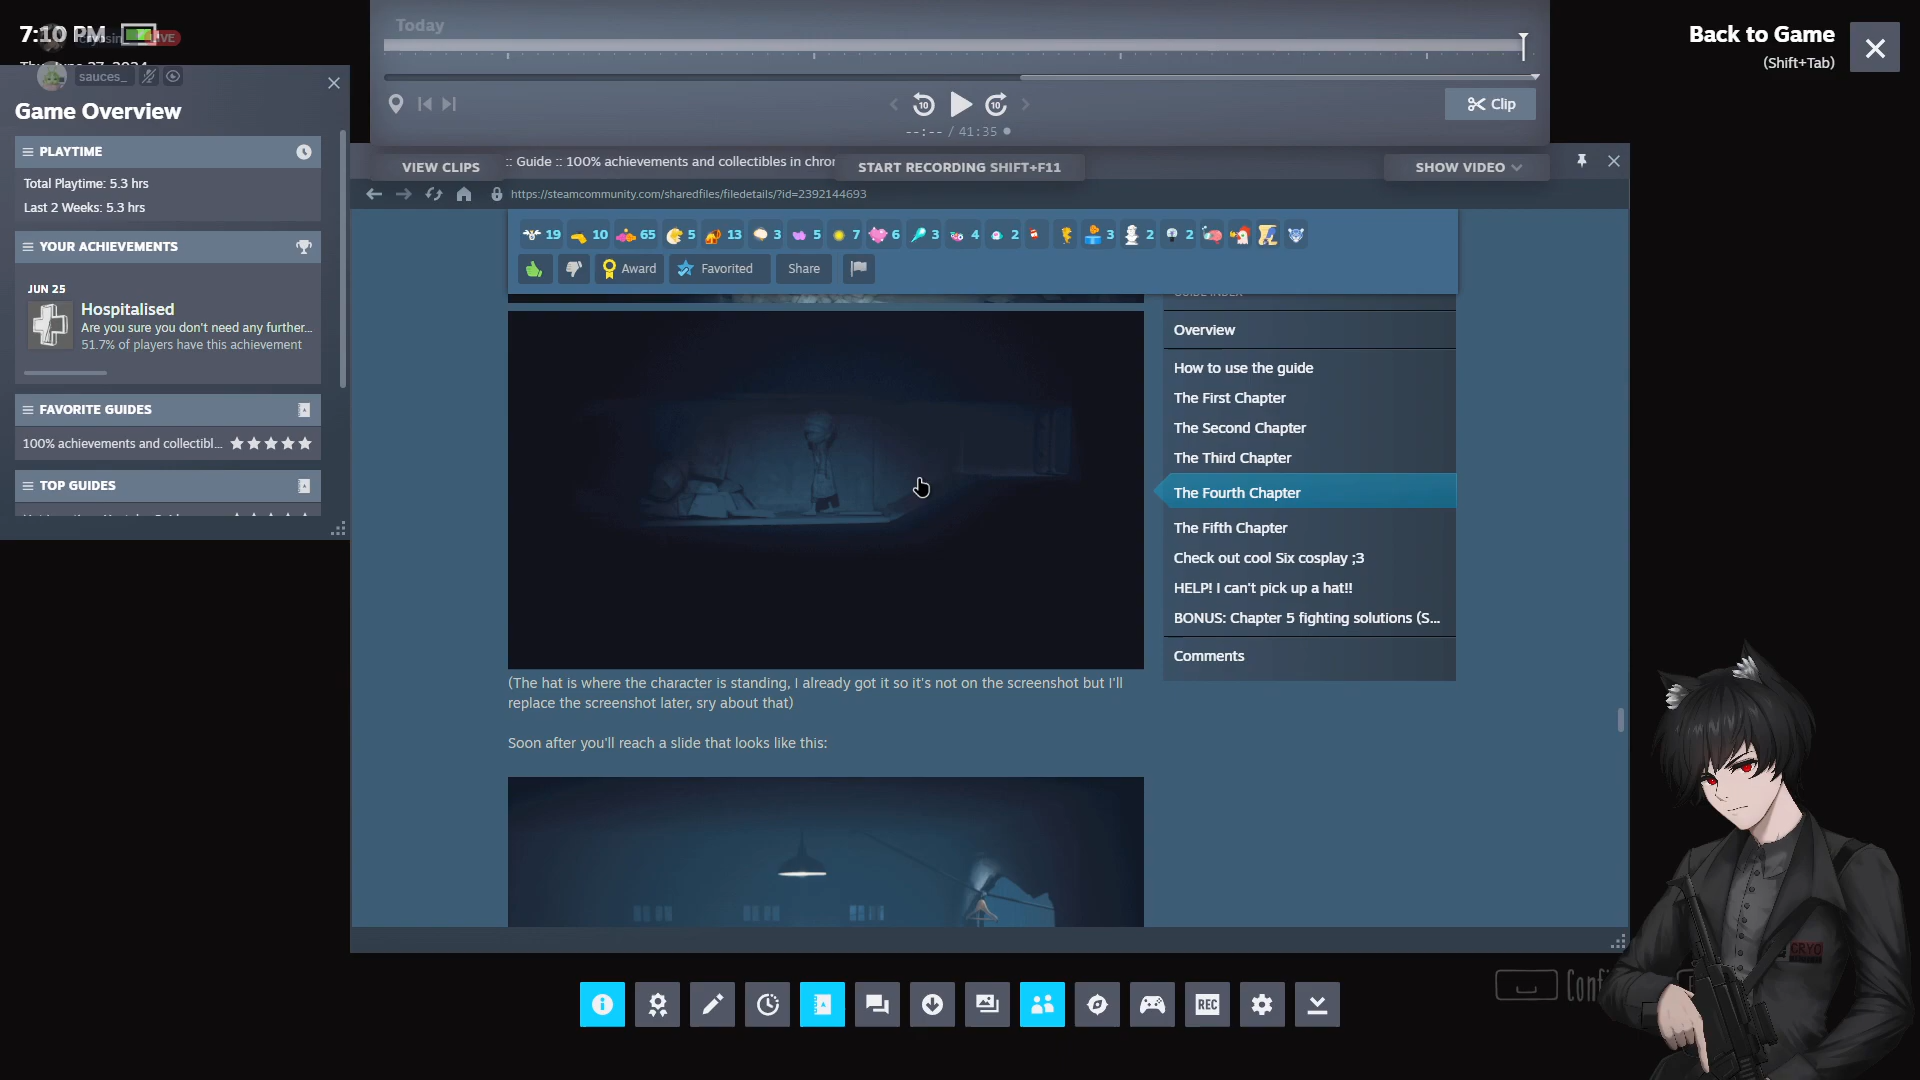 7:10 PM
LIVE
sauces_
Game Overview
PLAYTIME
Total Playtime: 5.3 hrs
Last 2 Weeks: 5.3 hrs
YOUR ACHIEVEMENTS
JUN 25
Hospitalised
Are you sure you don't need any further...
51.7% of players have this achievement
FAVORITE GUIDES
100% achievements and collectibl...
TOP GUIDES
Today
10
10
--:-- / 41:35
Clip
Back to Game
(Shift+Tab)
VIEW CLIPS
:: Guide :: 100% achievements and collectibles in chron
START RECORDING SHIFT+F11
SHOW VIDEO
https://steamcommunity.com/sharedfiles/filedetails/?id=2392144693
19 10 65 5 13 3 5 7 6 3 4 2 3 2 2
Award
Favorited
Share
GUIDE INDEX
Overview
How to use the guide
The First Chapter
The Second Chapter
The Third Chapter
The Fourth Chapter
The Fifth Chapter
Check out cool Six cosplay ;3
HELP! I can't pick up a hat!!
BONUS: Chapter 5 fighting solutions (S...
Comments
(The hat is where the character is standing, I already got it so it's not on the screenshot but I'll
replace the screenshot later, sry about that)
Soon after you'll reach a slide that looks like this:
REC
CRYO